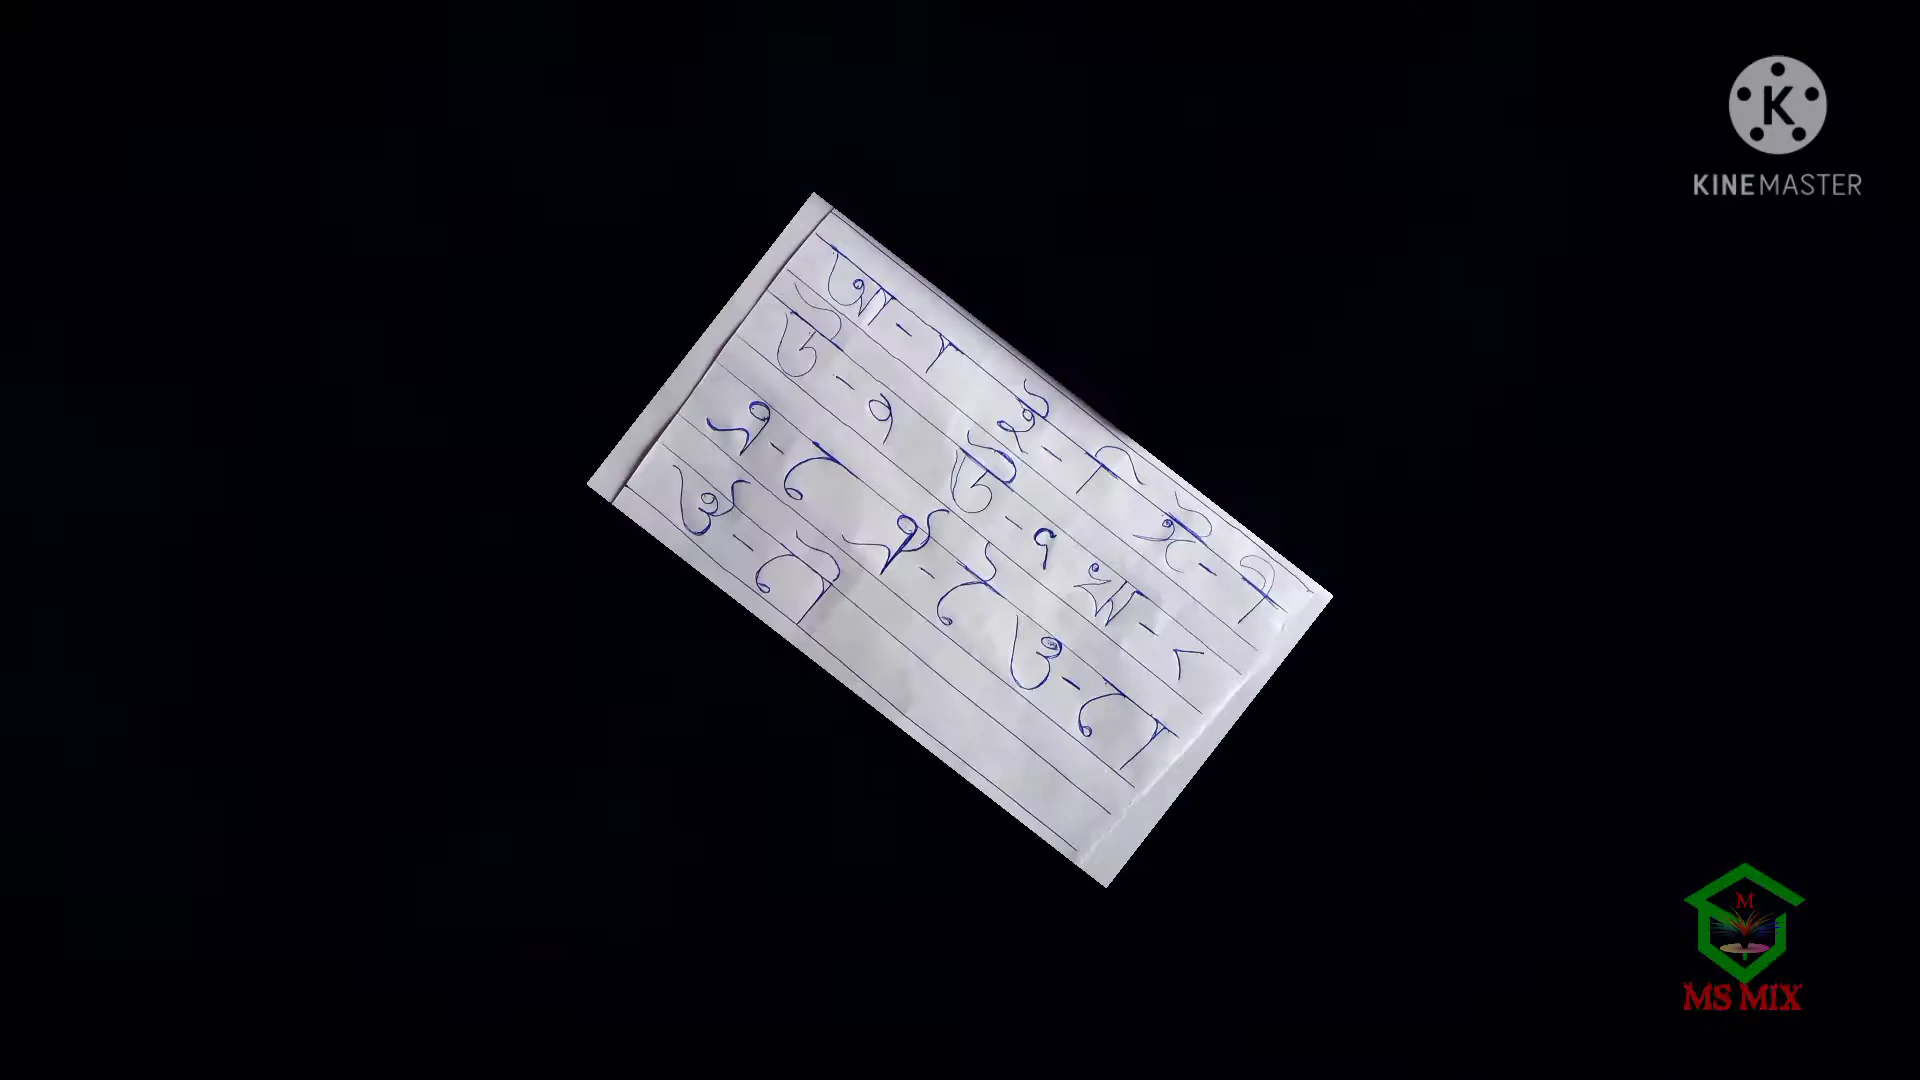 আ - া ই - ি ঈ - ী
উ - ু ঊ - ূ ঋ - ৃ
এ - ে ঐ - ৈ ও - ো
ঔ - ৌ
KINEMASTER
M
MS MIX